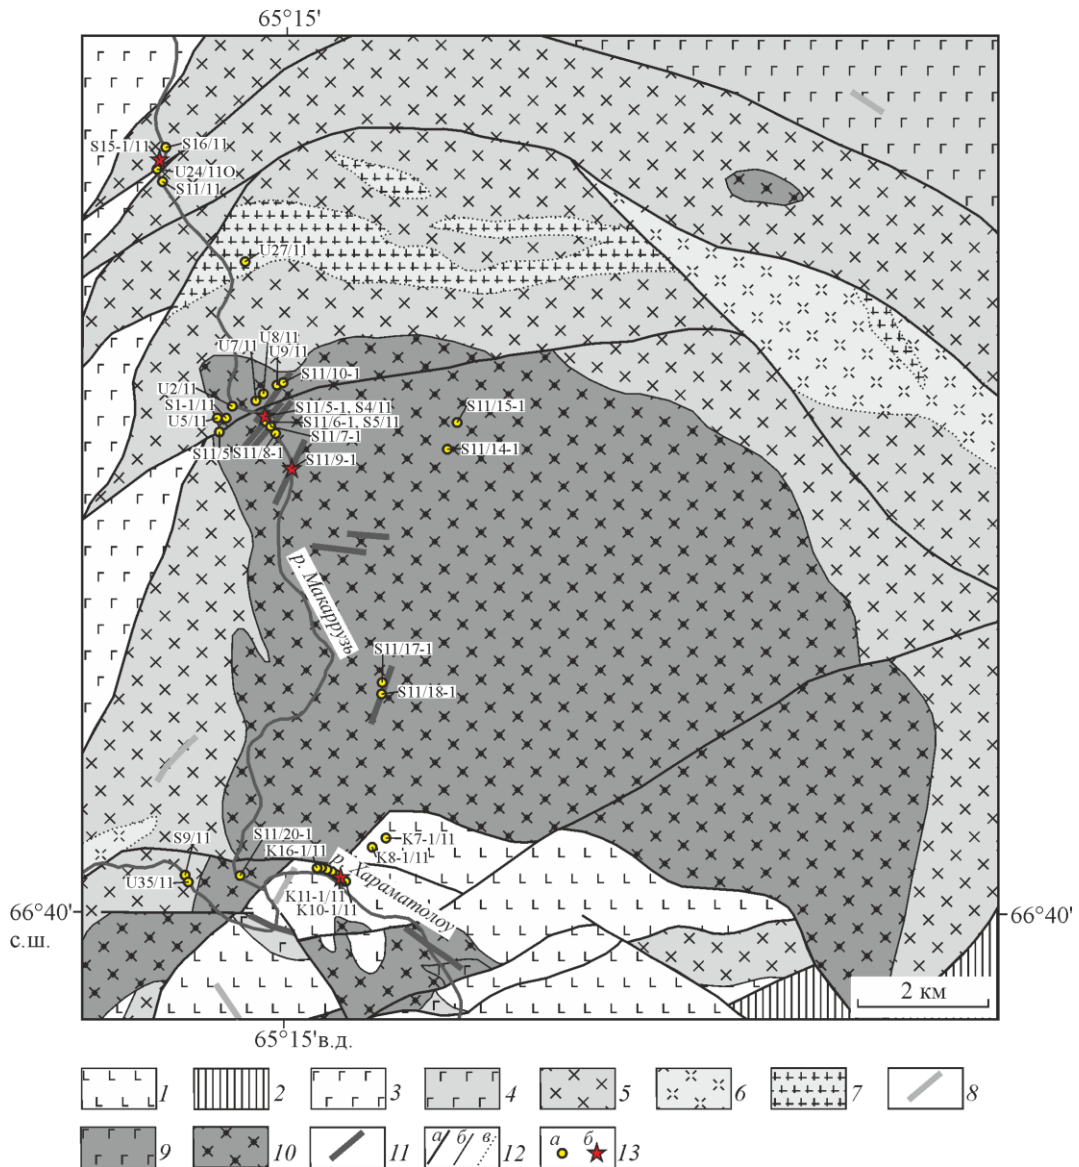 65°15'
S15-1/11
S16/11
U24/11O
S11/11
U27/11
U8/11
U7/11
U9/11
S11/10-1
U2/11
S1-1/11
U5/11
S11/5
S11/8-1
S11/5-1, S4/11
S11/6-1, S5/11
S11/7-1
S11/9-1
S11/15-1
S11/14-1
р. Макаррузь
S11/17-1
S11/18-1
S9/11
U35/11
S11/20-1
K16-1/11
K7-1/11
K8-1/11
р. Хараматолоу
K11-1/11
K10-1/11
66°40'
с.ш.
66°40'
2 км
65°15'в.д.
1 2 3 4 5 6 7 8
9 10 11 а б в 12 а б 13